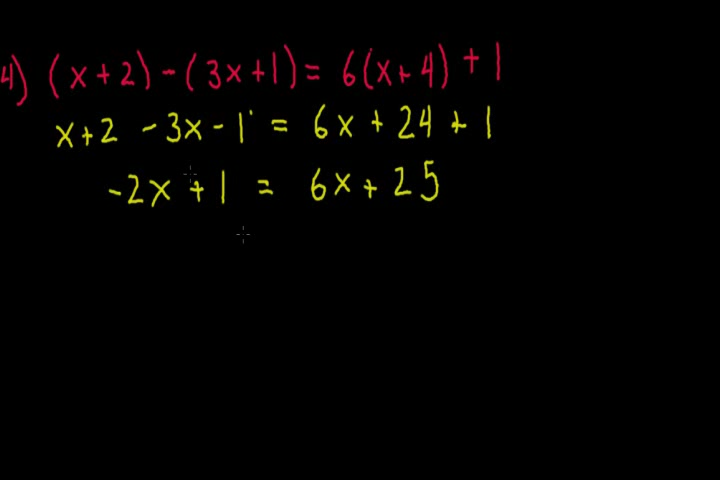 4) (x+2) - (3x+1) = 6(x+4) + 1
x+2 -3x - 1 = 6x + 24 + 1
-2x + 1 = 6x + 25